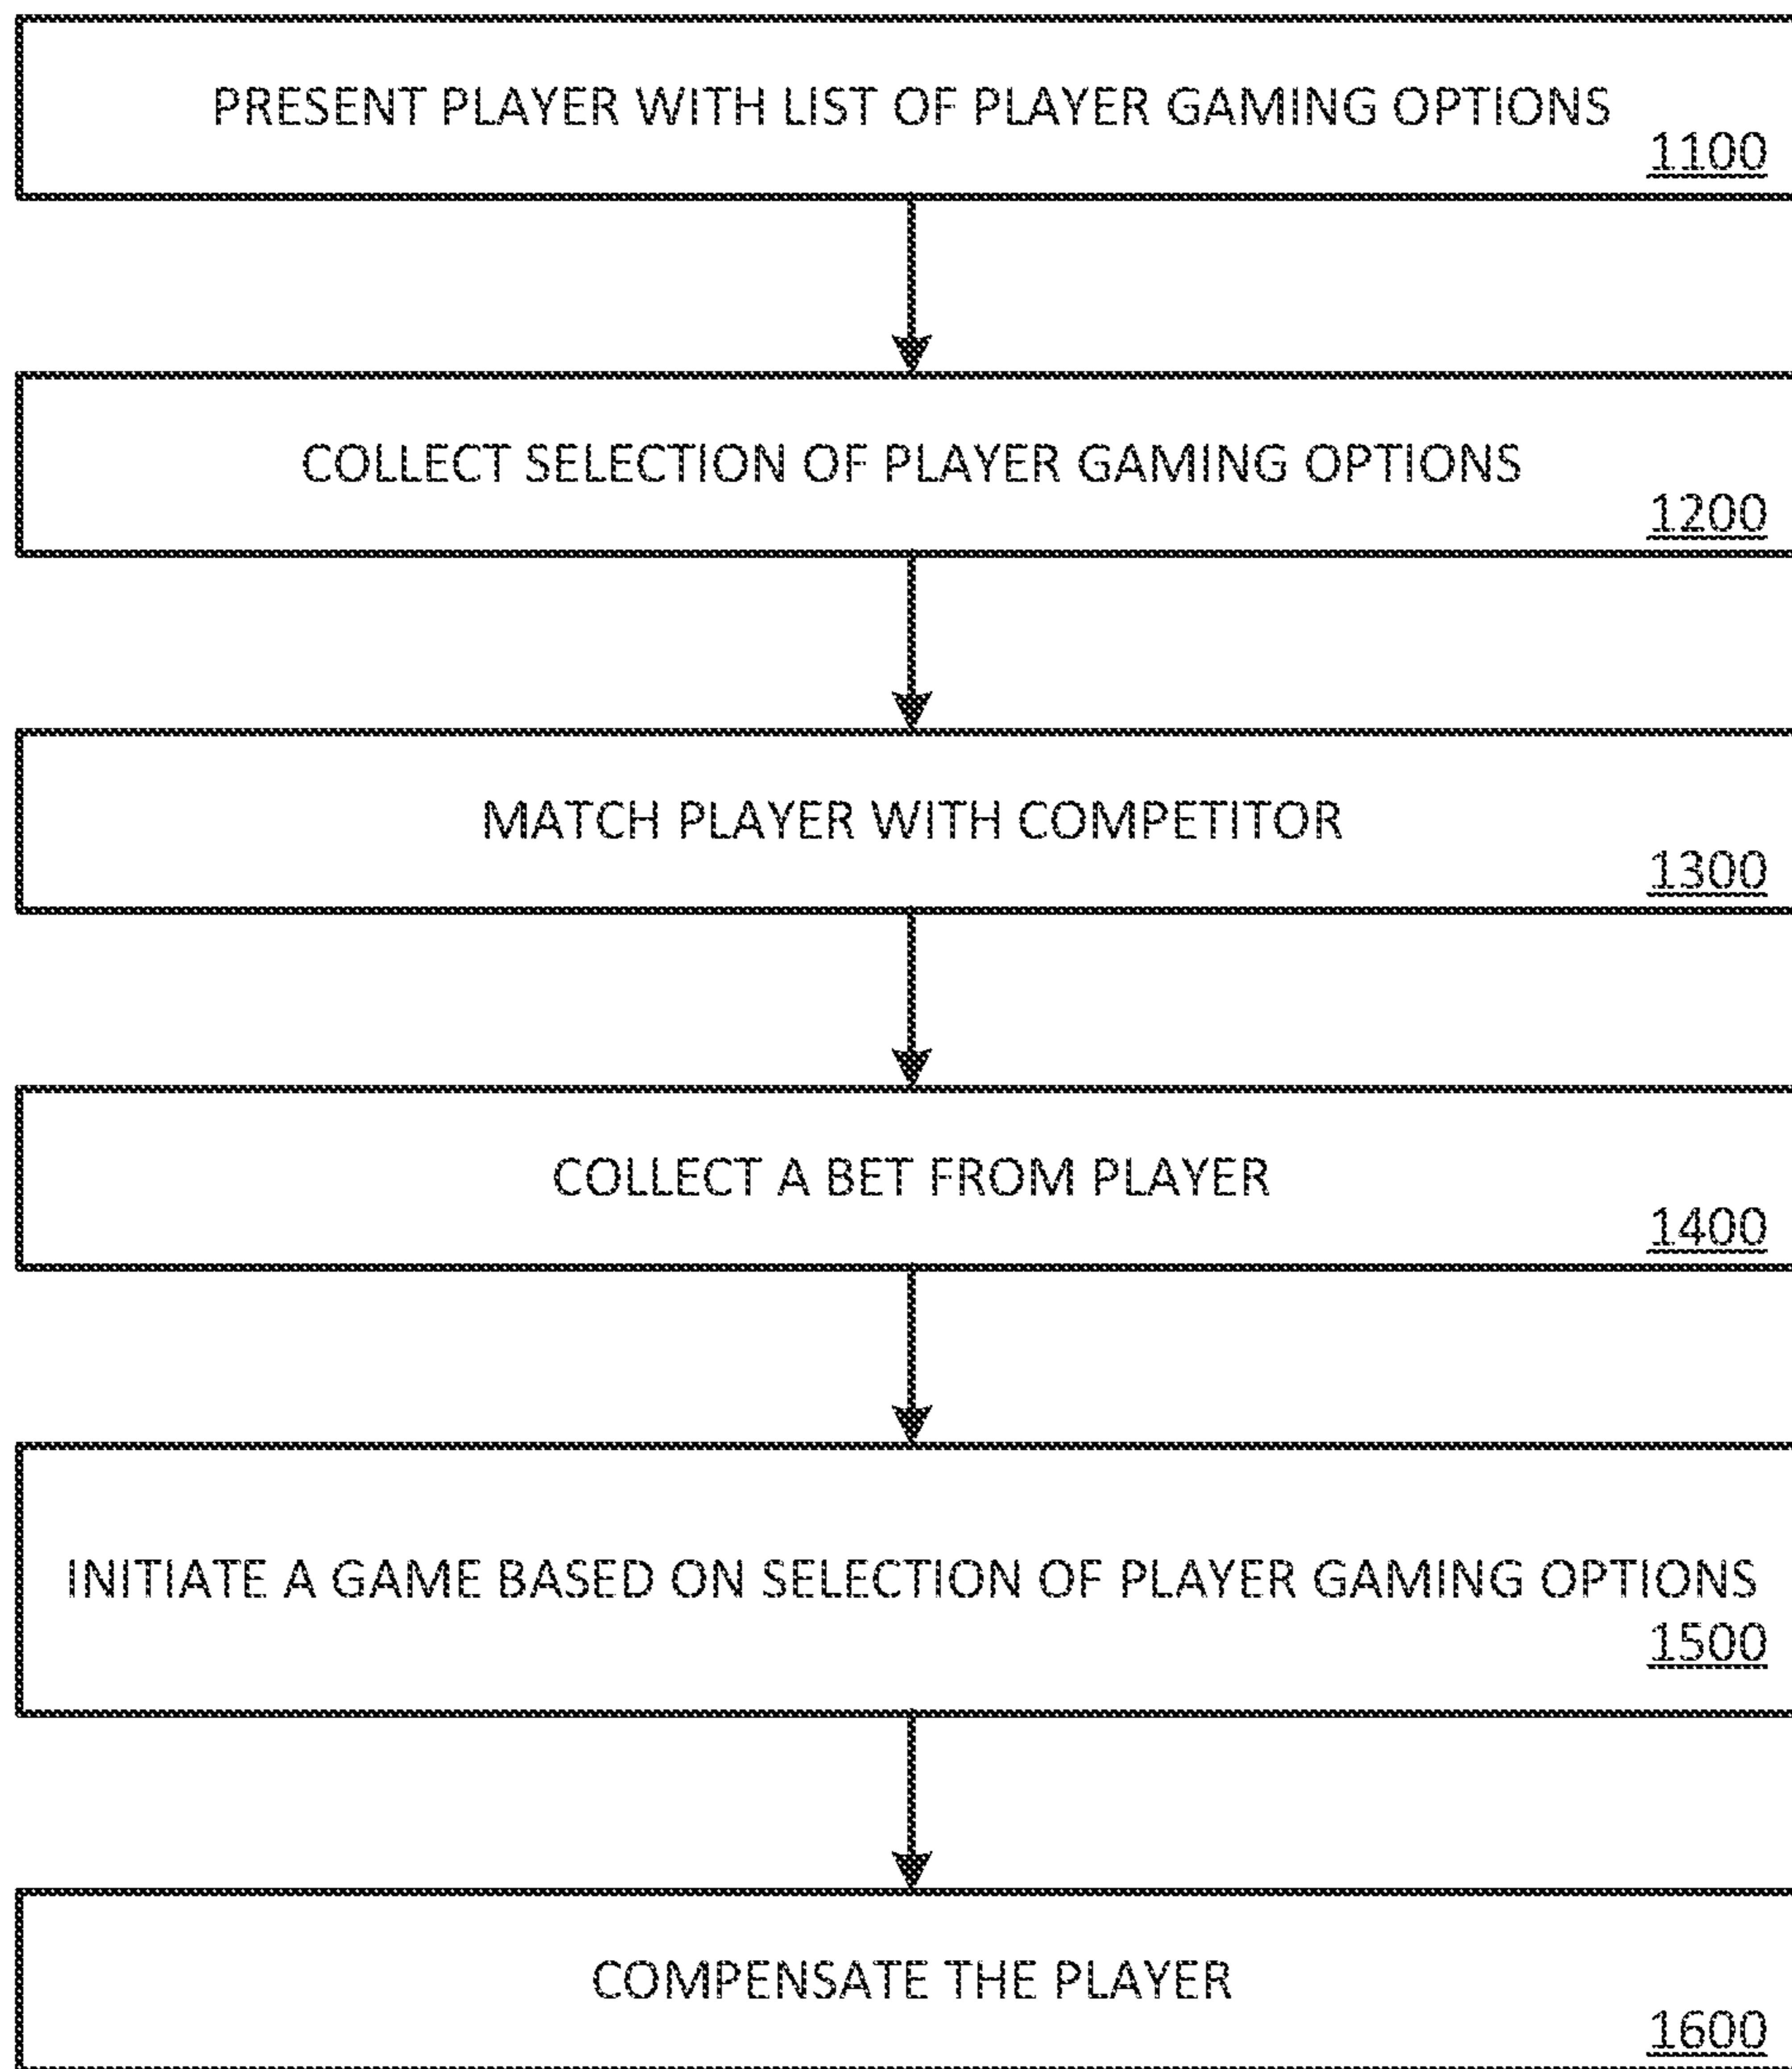 PRESENT PLAYER WITH LIST OF PLAYER GAMING OPTIONS
1100
COLLECT SELECTION OF PLAYER GAMING OPTIONS
1200
MATCH PLAYER WITH COMPETITOR
1300
COLLECT A BET FROM PLAYER
1400
INITIATE A GAME BASED ON SELECTION OF PLAYER GAMING OPTIONS
1500
COMPENSATE THE PLAYER
1600